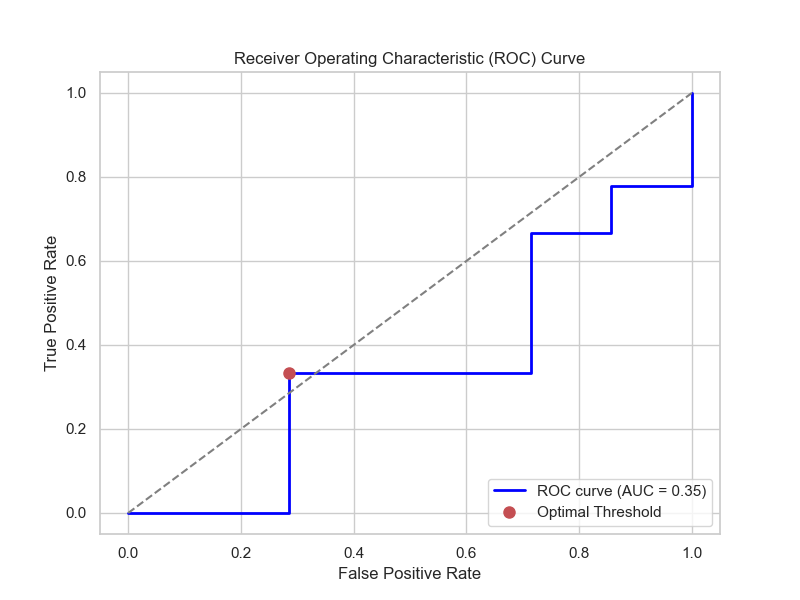 Receiver Operating Characteristic (ROC) Curve
True Positive Rate
1.0
0.8
0.6
0.4
0.2
0.0
ROC curve (AUC = 0.35)
Optimal Threshold
0.0 0.2 0.4 0.6 0.8 1.0
False Positive Rate